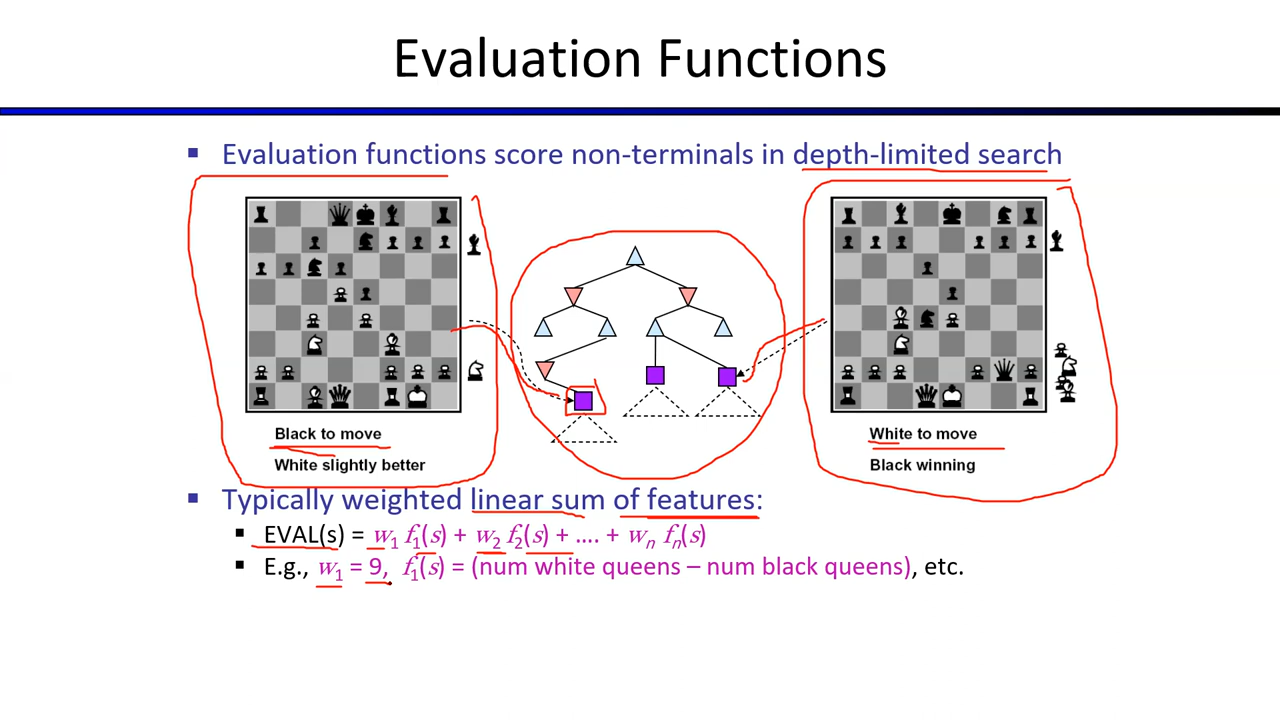 Evaluation Functions
▪ Evaluation functions score non-terminals in depth-limited search
Black to move
White slightly better
White to move
Black winning
▪ Typically weighted linear sum of features:
▪ EVAL(s) = w₁ f₁(s) + w₂ f₂(s) + .... + wₙ fₙ(s)
▪ E.g., w₁ = 9, f₁(s) = (num white queens – num black queens), etc.